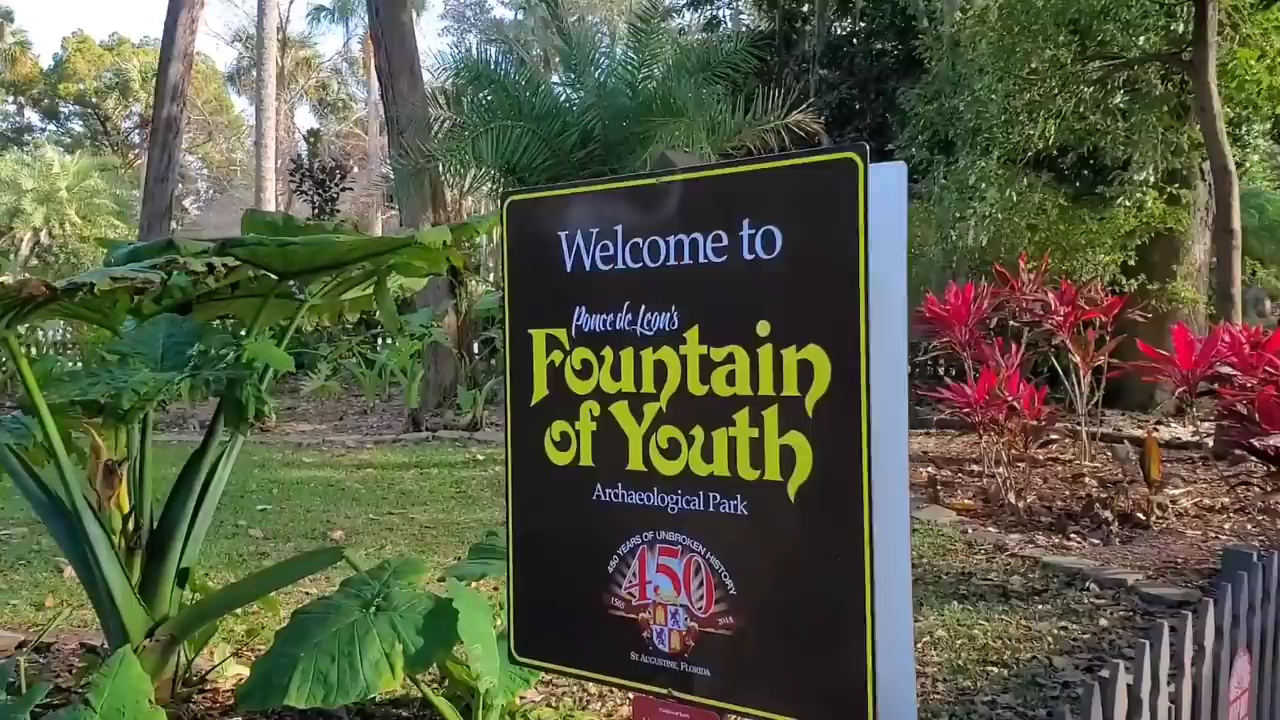 Welcome to
Ponce de Leon's
Fountain
of Youth
Archaeological Park
450 YEARS OF UNBROKEN HISTORY
450
1565
2015
ST. AUGUSTINE, FLORIDA